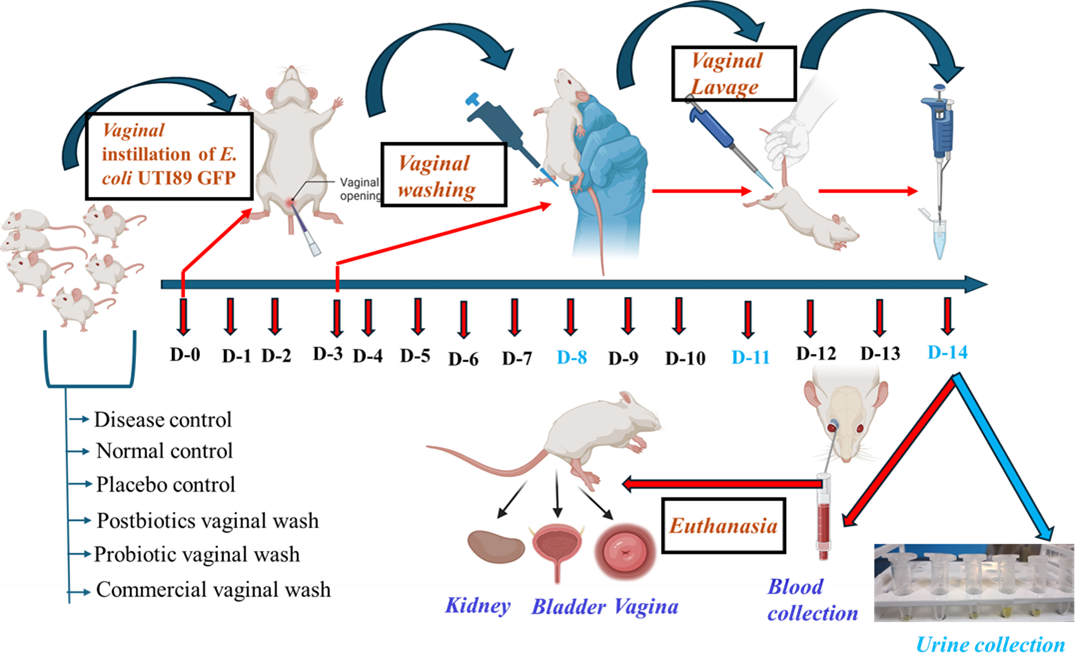 Vaginal
instillation of E.
coli UTI89 GFP
Vaginal
opening
Vaginal
washing
Vaginal
Lavage
D-0
D-1
D-2
D-3
D-4
D-5
D-6
D-7
D-8
D-9
D-10
D-11
D-12
D-13
D-14
Disease control
Normal control
Placebo control
Postbiotics vaginal wash
Probiotic vaginal wash
Commercial vaginal wash
Euthanasia
Kidney
Bladder
Vagina
Blood
collection
Urine collection